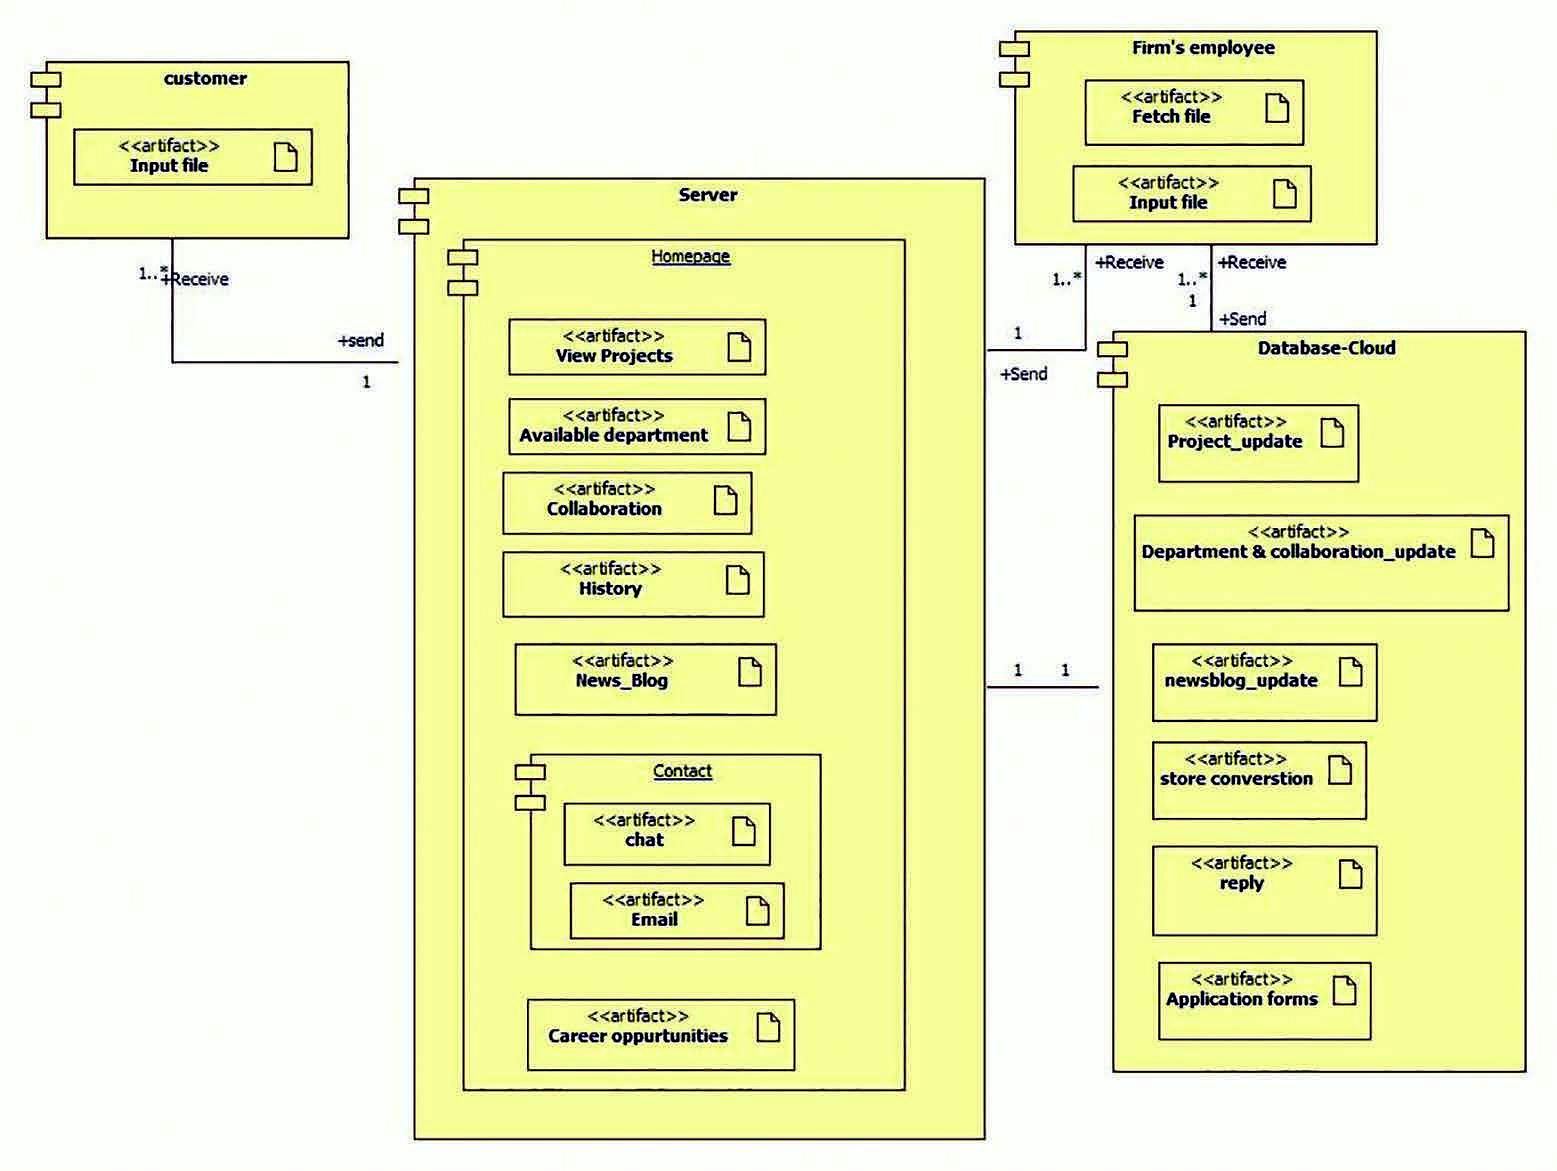 customer
<<artifact>>
Input file
1..*
+Receive
+send
1
Server
Homepage
<<artifact>>
View Projects
<<artifact>>
Available department
<<artifact>>
Collaboration
<<artifact>>
History
<<artifact>>
News_Blog
Contact
<<artifact>>
chat
<<artifact>>
Email
<<artifact>>
Career oppurtunities
Firm's employee
<<artifact>>
Fetch file
<<artifact>>
Input file
+Receive
1..*
1
+Send
+Receive
1..*
1
+Send
1 1
Database-Cloud
<<artifact>>
Project_update
<<artifact>>
Department & collaboration_update
<<artifact>>
newsblog_update
<<artifact>>
store converstion
<<artifact>>
reply
<<artifact>>
Application forms